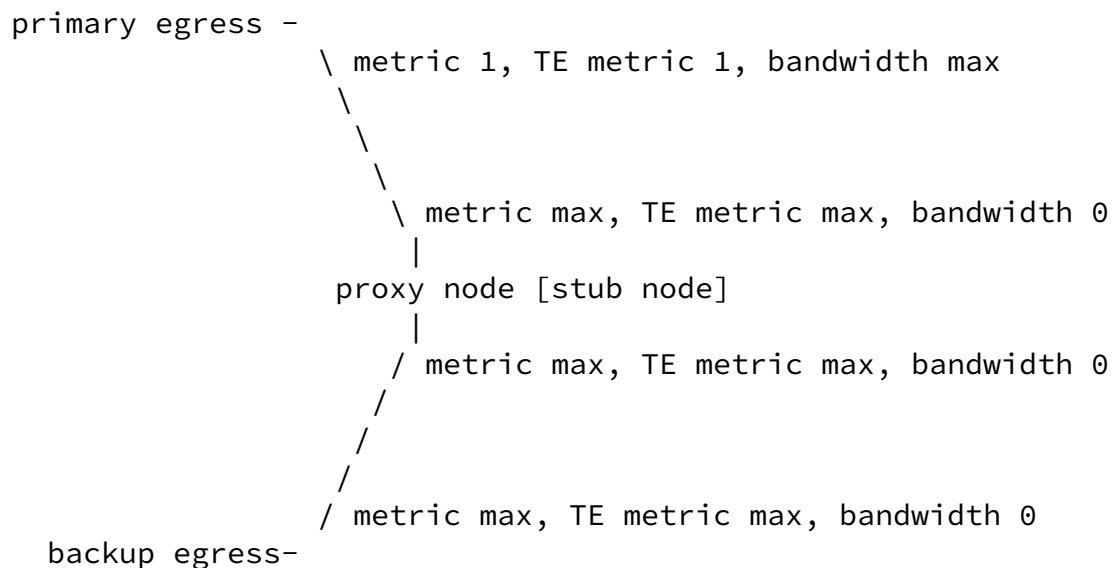 primary egress -
\ metric 1, TE metric 1, bandwidth max
\
\
\
\ metric max, TE metric max, bandwidth 0
|
proxy node [stub node]
|
/ metric max, TE metric max, bandwidth 0
/
/
/
/ metric max, TE metric max, bandwidth 0
backup egress-